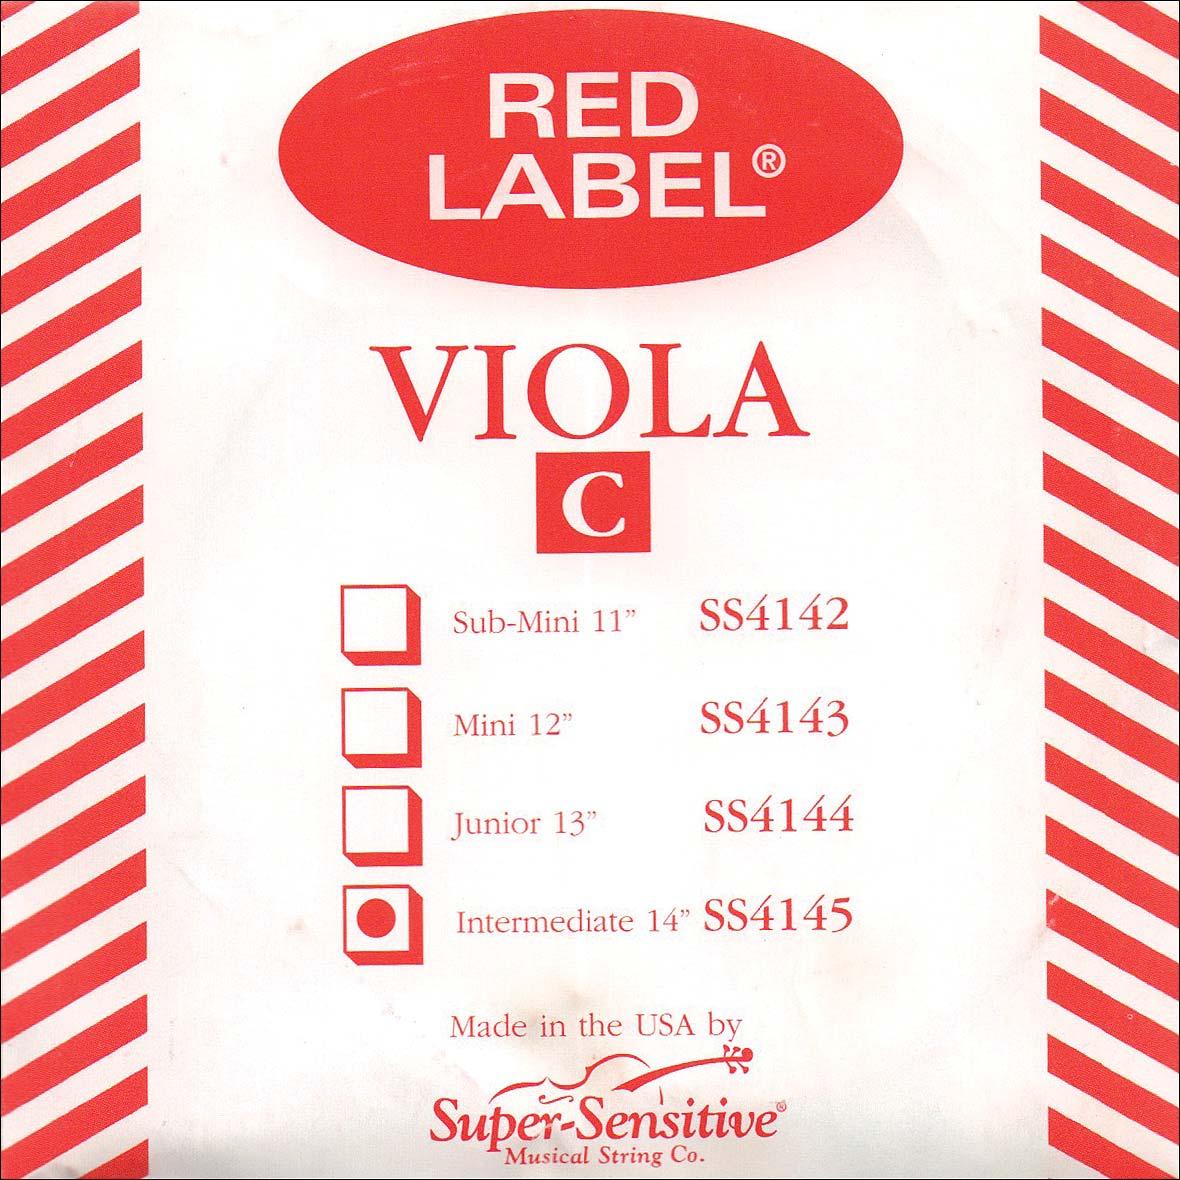 RED
LABEL®
VIOLA
C
Sub-Mini 11” SS4142
Mini 12” SS4143
Junior 13” SS4144
Intermediate 14” SS4145
Made in the USA by
Super-Sensitive®
Musical String Co.